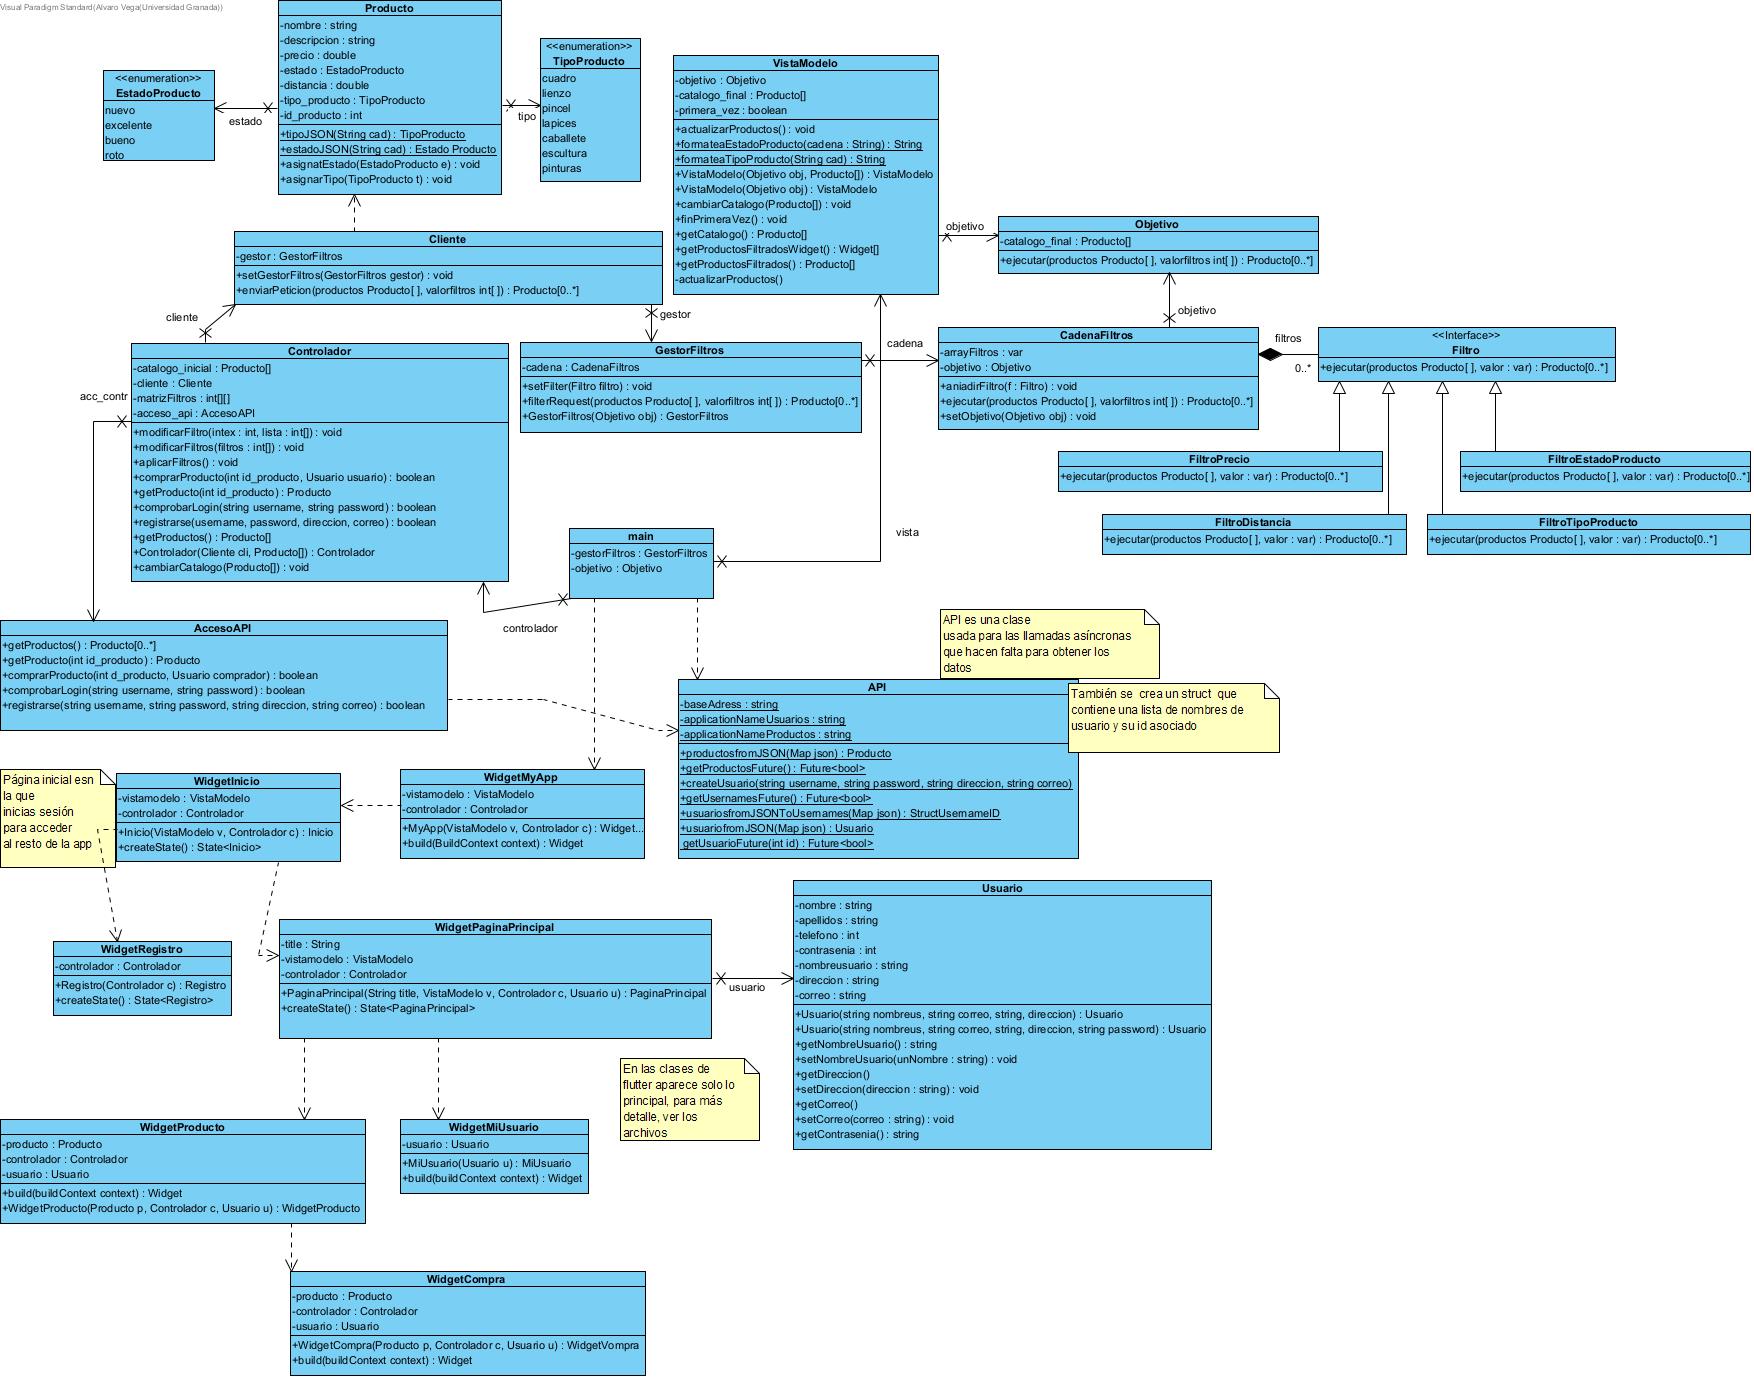 Visual Paradigm Standard(Alvaro Vega(Universidad Granada))
Producto
-nombre : string
-descripcion : string
-precio : double
-estado : EstadoProducto
-distancia : double
-tipo_producto : TipoProducto
-id_producto : int
+tipoJSON(String cad) : TipoProducto
+estadoJSON(String cad) : Estado Producto
+asignatEstado(EstadoProducto e) : void
+asignarTipo(TipoProducto t) : void
<<enumeration>>
EstadoProducto
nuevo
excelente
bueno
roto
estado
<<enumeration>>
TipoProducto
cuadro
lienzo
pincel
lapices
caballete
escultura
pinturas
tipo
VistaModelo
-objetivo : Objetivo
-catalogo_final : Producto[]
-primera_vez : boolean
+actualizarProductos() : void
+formateaEstadoProducto(cadena : String) : String
+formateaTipoProducto(String cad) : String
+VistaModelo(Objetivo obj, Producto[]) : VistaModelo
+VistaModelo(Objetivo obj) : VistaModelo
+cambiarCatalogo(Producto[]) : void
+finPrimeraVez() : void
+getCatalogo() : Producto[]
+getProductosFiltradosWidget() : Widget[]
+getProductosFiltrados() : Producto[]
-actualizarProductos()
objetivo
Objetivo
-catalogo_final : Producto[]
+ejecutar(productos Producto[ ], valorfiltros int[ ]) : Producto[0..*]
Cliente
-gestor : GestorFiltros
+setGestorFiltros(GestorFiltros gestor) : void
+enviarPeticion(productos Producto[ ], valorfiltros int[ ]) : Producto[0..*]
cliente
gestor
objetivo
Controlador
-catalogo_inicial : Producto[]
-cliente : Cliente
-matrizFiltros : int[][]
-acceso_api : AccesoAPI
+modificarFiltro(intex : int, lista : int[]) : void
+modificarFiltros(filtros : int[]) : void
+aplicarFiltros() : void
+comprarProducto(int id_producto, Usuario usuario) : boolean
+getProducto(int id_producto) : Producto
+comprobarLogin(string username, string password) : boolean
+registrarse(username, password, direccion, correo) : boolean
+getProductos() : Producto[]
+Controlador(Cliente cli, Producto[]) : Controlador
+cambiarCatalogo(Producto[]) : void
acc_contr
GestorFiltros
-cadena : CadenaFiltros
+setFilter(Filtro filtro) : void
+filterRequest(productos Producto[ ], valorfiltros int[ ]) : Producto[0..*]
+GestorFiltros(Objetivo obj) : GestorFiltros
cadena
CadenaFiltros
-arrayFiltros : var
-objetivo : Objetivo
+aniadirFiltro(f : Filtro) : void
+ejecutar(productos Producto[ ], valorfiltros int[ ]) : Producto[0..*]
+setObjetivo(Objetivo obj) : void
filtros
0..*
<<Interface>>
Filtro
+ejecutar(productos Producto[ ], valor : var) : Producto[0..*]
FiltroPrecio
+ejecutar(productos Producto[ ], valor : var) : Producto[0..*]
FiltroEstadoProducto
+ejecutar(productos Producto[ ], valor : var) : Producto[0..*]
FiltroDistancia
+ejecutar(productos Producto[ ], valor : var) : Producto[0..*]
FiltroTipoProducto
+ejecutar(productos Producto[ ], valor : var) : Producto[0..*]
main
-gestorFiltros : GestorFiltros
-objetivo : Objetivo
vista
controlador
AccesoAPI
+getProductos() : Producto[0..*]
+getProducto(int id_producto) : Producto
+comprarProducto(int d_producto, Usuario comprador) : boolean
+comprobarLogin(string username, string password) : boolean
+registrarse(string username, string password, string direccion, string correo) : boolean
API es una clase
usada para las llamadas asíncronas
que hacen falta para obtener los
datos
También se  crea un struct  que
contiene una lista de nombres de
usuario y su id asociado
API
-baseAdress : string
-applicationNameUsuarios : string
-applicationNameProductos : string
+productosfromJSON(Map json) : Producto
+getProductosFuture() : Future<bool>
+createUsuario(string username, string password, string direccion, string correo)
+getUsernamesFuture() : Future<bool>
+usuariosfromJSONToUsernames(Map json) : StructUsernameID
+usuariofromJSON(Map json) : Usuario
getUsuarioFuture(int id) : Future<bool>
Página inicial esn
la que
inicias sesión
para acceder
al resto de la app
WidgetInicio
-vistamodelo : VistaModelo
-controlador : Controlador
+Inicio(VistaModelo v, Controlador c) : Inicio
+createState() : State<Inicio>
WidgetMyApp
-vistamodelo : VistaModelo
-controlador : Controlador
+MyApp(VistaModelo v, Controlador c) : Widget...
+build(BuildContext context) : Widget
WidgetRegistro
-controlador : Controlador
+Registro(Controlador c) : Registro
+createState() : State<Registro>
WidgetPaginaPrincipal
-title : String
-vistamodelo : VistaModelo
-controlador : Controlador
+PaginaPrincipal(String title, VistaModelo v, Controlador c, Usuario u) : PaginaPrincipal
+createState() : State<PaginaPrincipal>
usuario
Usuario
-nombre : string
-apellidos : string
-telefono : int
-contrasenia : int
-nombreusuario : string
-direccion : string
-correo : string
+Usuario(string nombreus, string correo, string, direccion) : Usuario
+Usuario(string nombreus, string correo, string, direccion, string password) : Usuario
+getNombreUsuario() : string
+setNombreUsuario(unNombre : string) : void
+getDireccion()
+setDireccion(direccion : string) : void
+getCorreo()
+setCorreo(correo : string) : void
+getContrasenia() : string
En las clases de
flutter aparece solo lo
principal, para más
detalle, ver los
archivos
WidgetProducto
-producto : Producto
-controlador : Controlador
-usuario : Usuario
+build(buildContext context) : Widget
+WidgetProducto(Producto p, Controlador c, Usuario u) : WidgetProducto
WidgetMiUsuario
-usuario : Usuario
+MiUsuario(Usuario u) : MiUsuario
+build(buildContext context) : Widget
WidgetCompra
-producto : Producto
-controlador : Controlador
-usuario : Usuario
+WidgetCompra(Producto p, Controlador c, Usuario u) : WidgetVompra
+build(buildContext context) : Widget